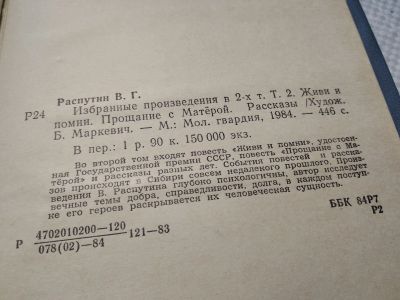 Распутин В. Г.
Р24
Избранные произведения в 2-х т. Т. 2. Живи и
помни. Прощание с Матёрой. Рассказы /Худож.
Б. Маркевич. — М.: Мол. гвардия, 1984. — 446 с.
В пер.: 1 р. 90 к. 150 000 экз.
Во второй том входят повесть «Живи и помни», удостоен-
ная Государственной премии СССР, повесть «Прощание с Ма-
тёрой» и рассказы разных лет. События повестей и расска-
зов происходят в Сибири совсем недалекого прошлого. Произ-
ведения В. Распутина глубоко психологичны, автор исследует
вечные темы добра, справедливости, долга, в каждом поступ-
ке его героев раскрывается их человеческая сущность.
Р 4702010200—120 121—83
078(02)—84
ББК 84Р7
Р2